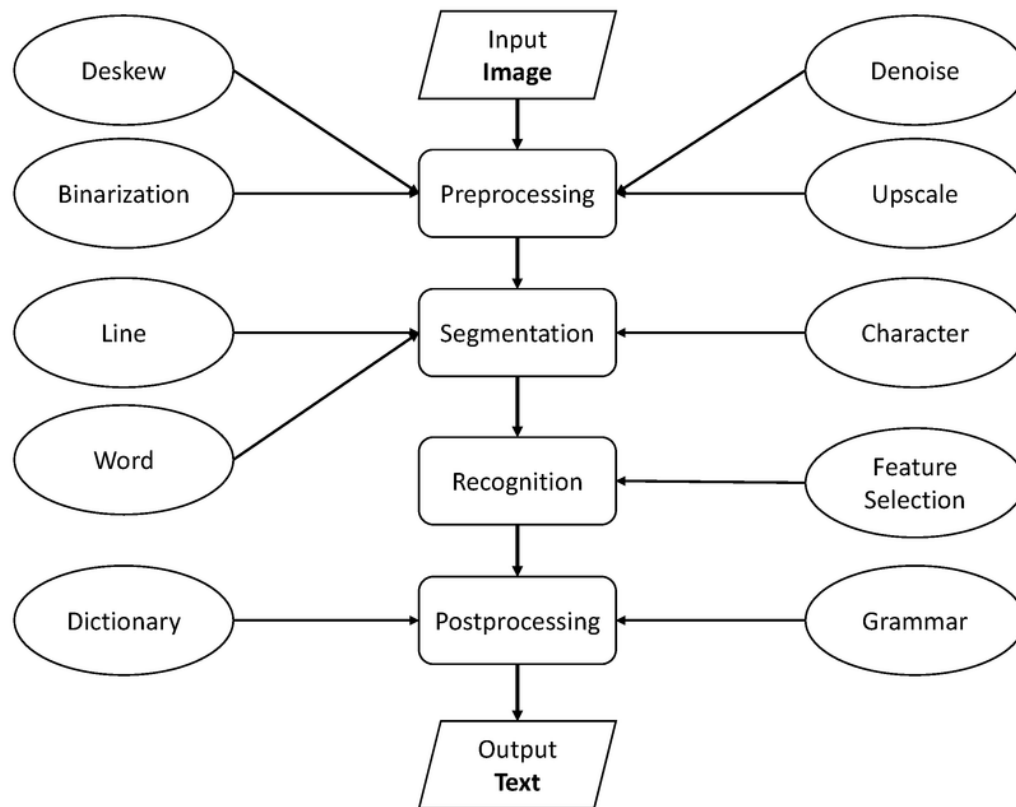 Input
Image
Deskew
Denoise
Binarization
Preprocessing
Upscale
Line
Segmentation
Character
Word
Recognition
Feature
Selection
Dictionary
Postprocessing
Grammar
Output
Text